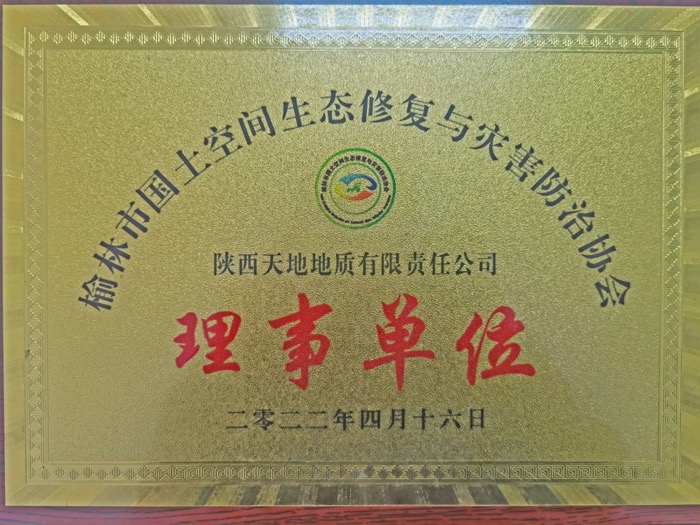 榆林市国土空间生态修复与灾害防治协会
陕西天地地质有限责任公司
理事单位
二零二二年四月十六日